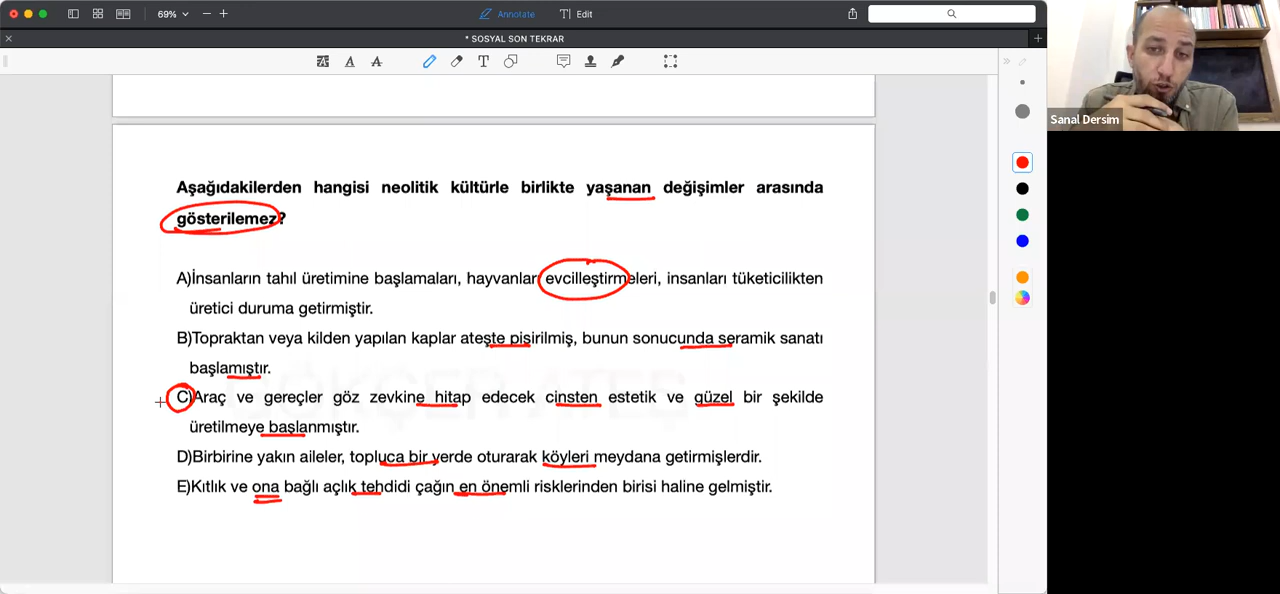 69%
Annotate
Edit
* SOSYAL SON TEKRAR
Sanal Dersim
Aşağıdakilerden hangisi neolitik kültürle birlikte yaşanan değişimler arasında
gösterilemez?
A)İnsanların tahıl üretimine başlamaları, hayvanlar evcilleştirmeleri, insanları tüketicilikten
üretici duruma getirmiştir.
B)Topraktan veya kilden yapılan kaplar ateşte pişirilmiş, bunun sonucunda seramik sanatı
başlamıştır.
C)Araç ve gereçler göz zevkine hitap edecek cinsten estetik ve güzel bir şekilde
üretilmeye başlanmıştır.
D)Birbirine yakın aileler, topluca bir yerde oturarak köyleri meydana getirmişlerdir.
E)Kıtlık ve ona bağlı açlık tehdidi çağın en önemli risklerinden birisi haline gelmiştir.